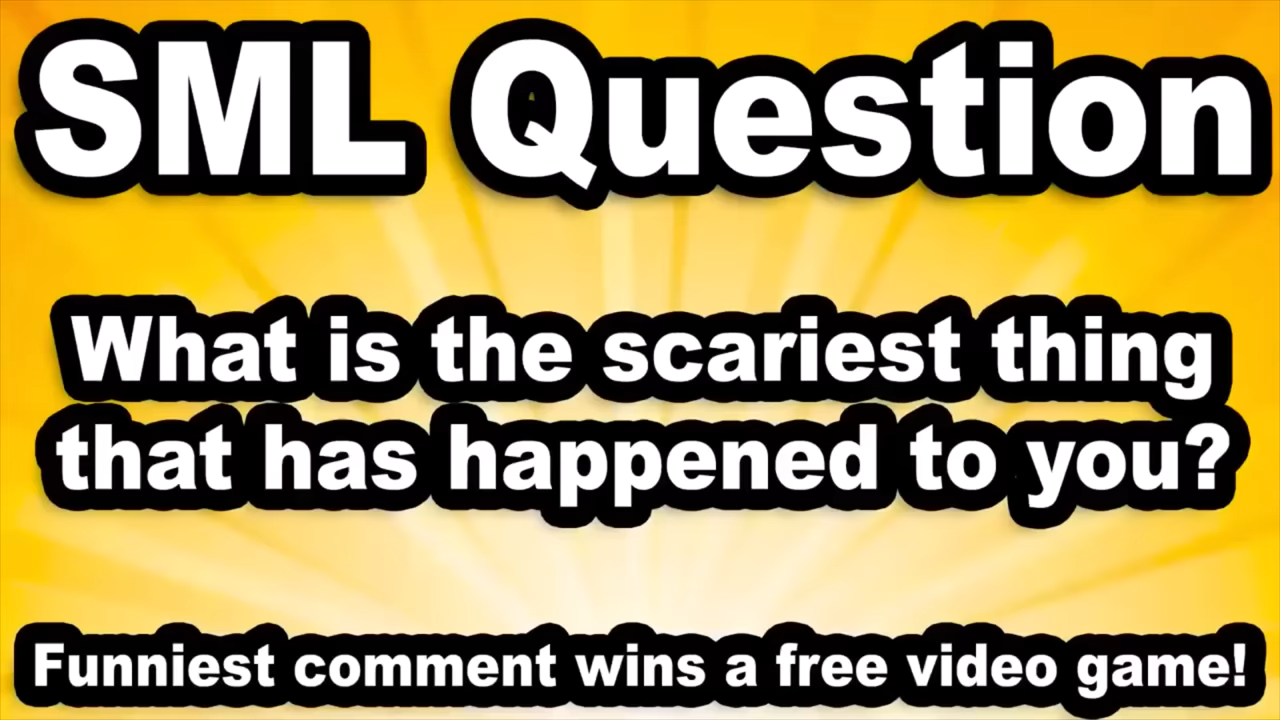 SML Question
What is the scariest thing
that has happened to you?
Funniest comment wins a free video game!